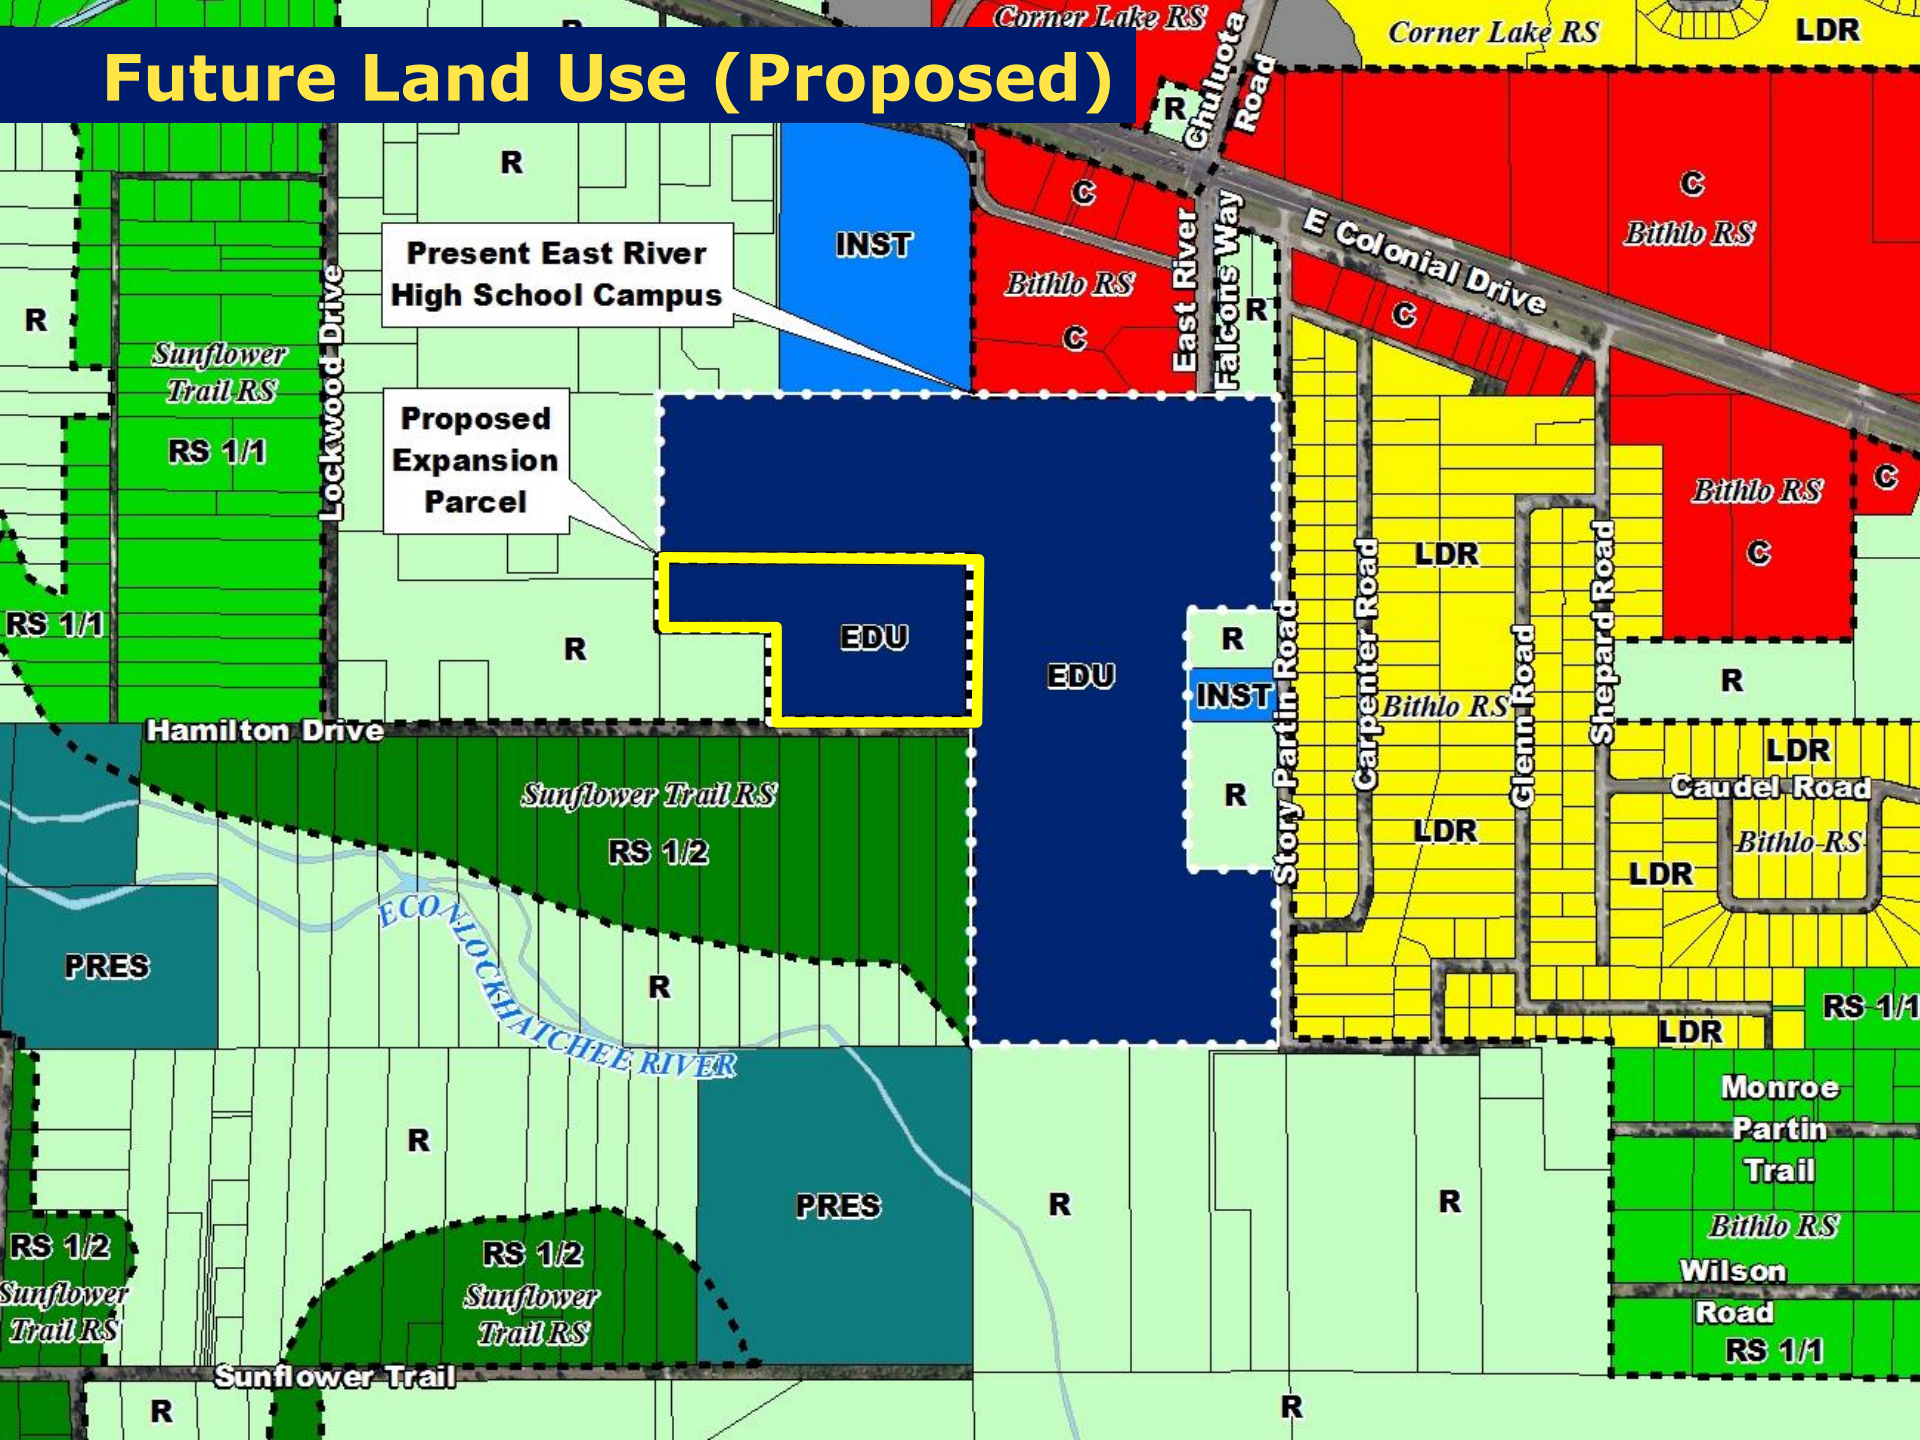 Corner Lake RS
Corner Lake RS
LDR
R
Future Land Use (Proposed)
Chuluota
Road
R
R
C
C
Bithlo RS
INST
Present East River
High School Campus
E Colonial Drive
East River
Falcons Way
Bithlo RS
C
R
C
R
Sunflower
Trail RS
RS 1/1
Lockwood Drive
Proposed
Expansion
Parcel
Bithlo RS
C
C
LDR
RS 1/1
R
EDU
EDU
R
INST
R
Story Partin Road
Carpenter Road
Glenn Road
Shepard Road
Bithlo RS
R
Hamilton Drive
LDR
Caudel Road
Bithlo RS
LDR
LDR
Sunflower Trail RS
RS 1/2
ECONLOCKHATCHEE RIVER
PRES
R
RS 1/1
LDR
Monroe
Partin
Trail
Bithlo RS
Wilson
Road
RS 1/1
R
PRES
R
R
RS 1/2
Sunflower
Trail RS
RS 1/2
Sunflower
Trail RS
Sunflower Trail
R
R